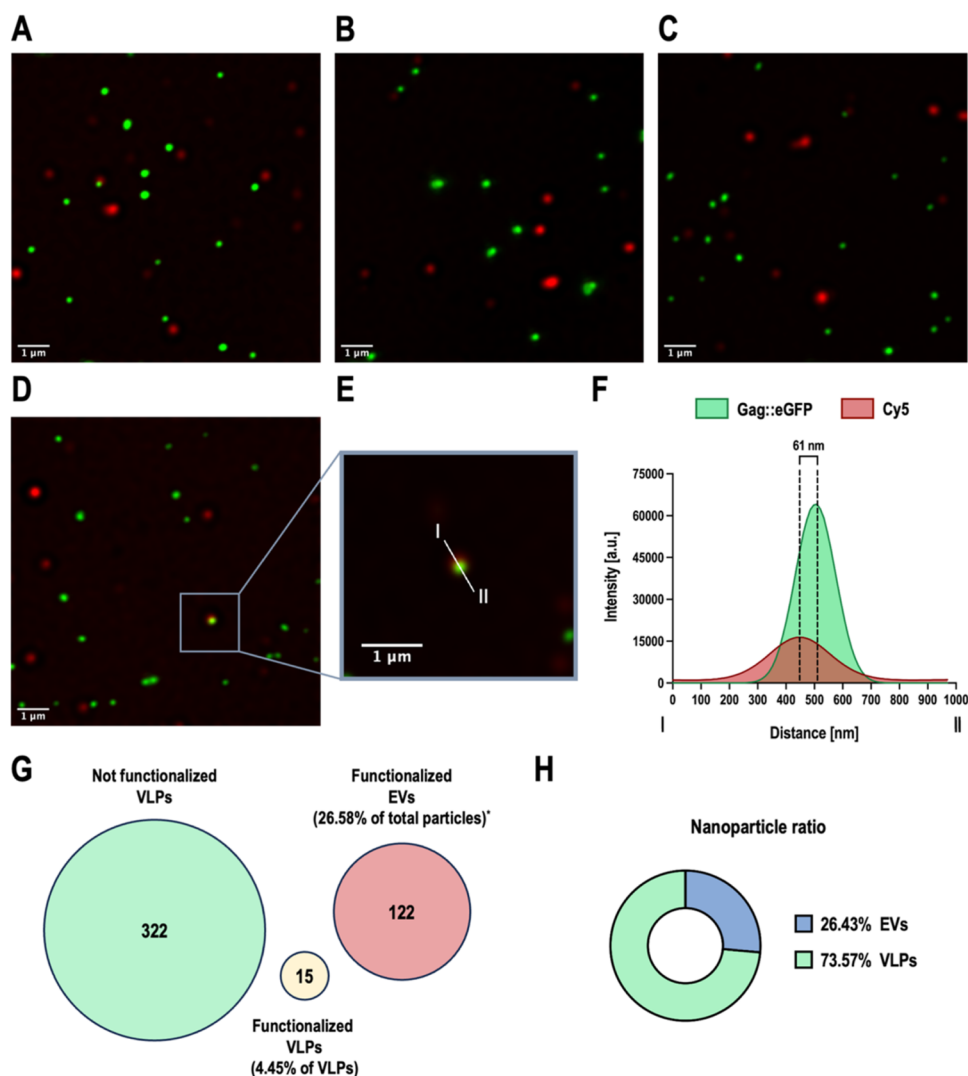 A
B
C
1 μm
1 μm
1 μm
D
E
F
Gag::eGFP
Cy5
61 nm
I
II
1 μm
1 μm
Intensity [a.u.]
75000
60000
45000
30000
15000
0
0 100 200 300 400 500 600 700 800 900 1000
I
II
Distance [nm]
G
H
Not functionalized
VLPs
Functionalized
EVs
(26.58% of total particles)*
322
122
15
Functionalized
VLPs
(4.45% of VLPs)
Nanoparticle ratio
26.43% EVs
73.57% VLPs